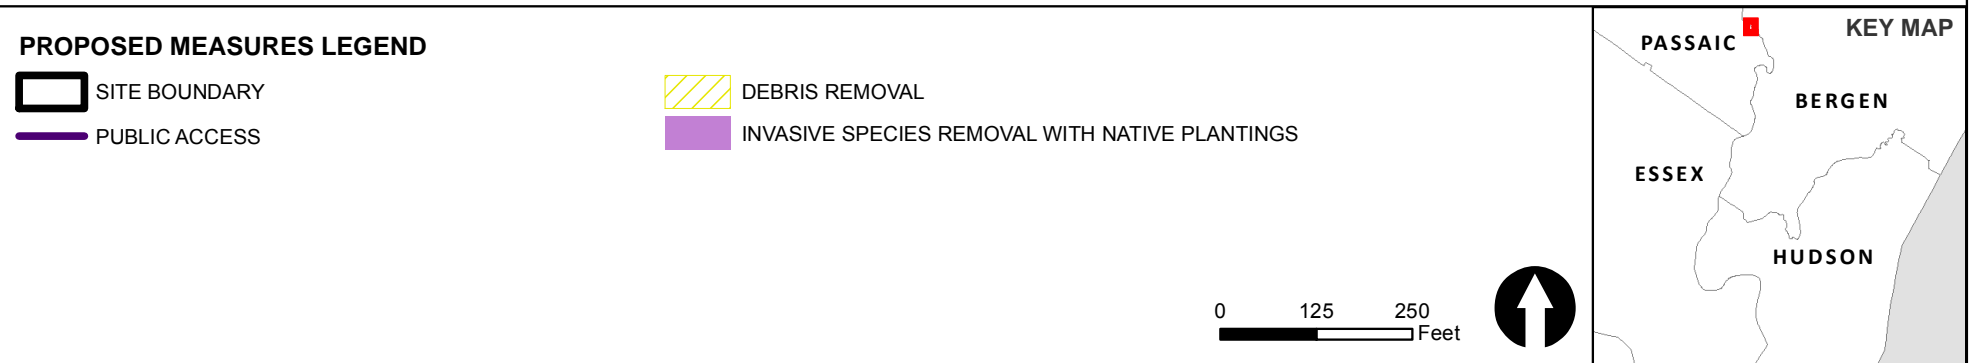 PROPOSED MEASURES LEGEND
SITE BOUNDARY
PUBLIC ACCESS
DEBRIS REMOVAL
INVASIVE SPECIES REMOVAL WITH NATIVE PLANTINGS
0 125 250
Feet
KEY MAP
PASSAIC
BERGEN
ESSEX
HUDSON